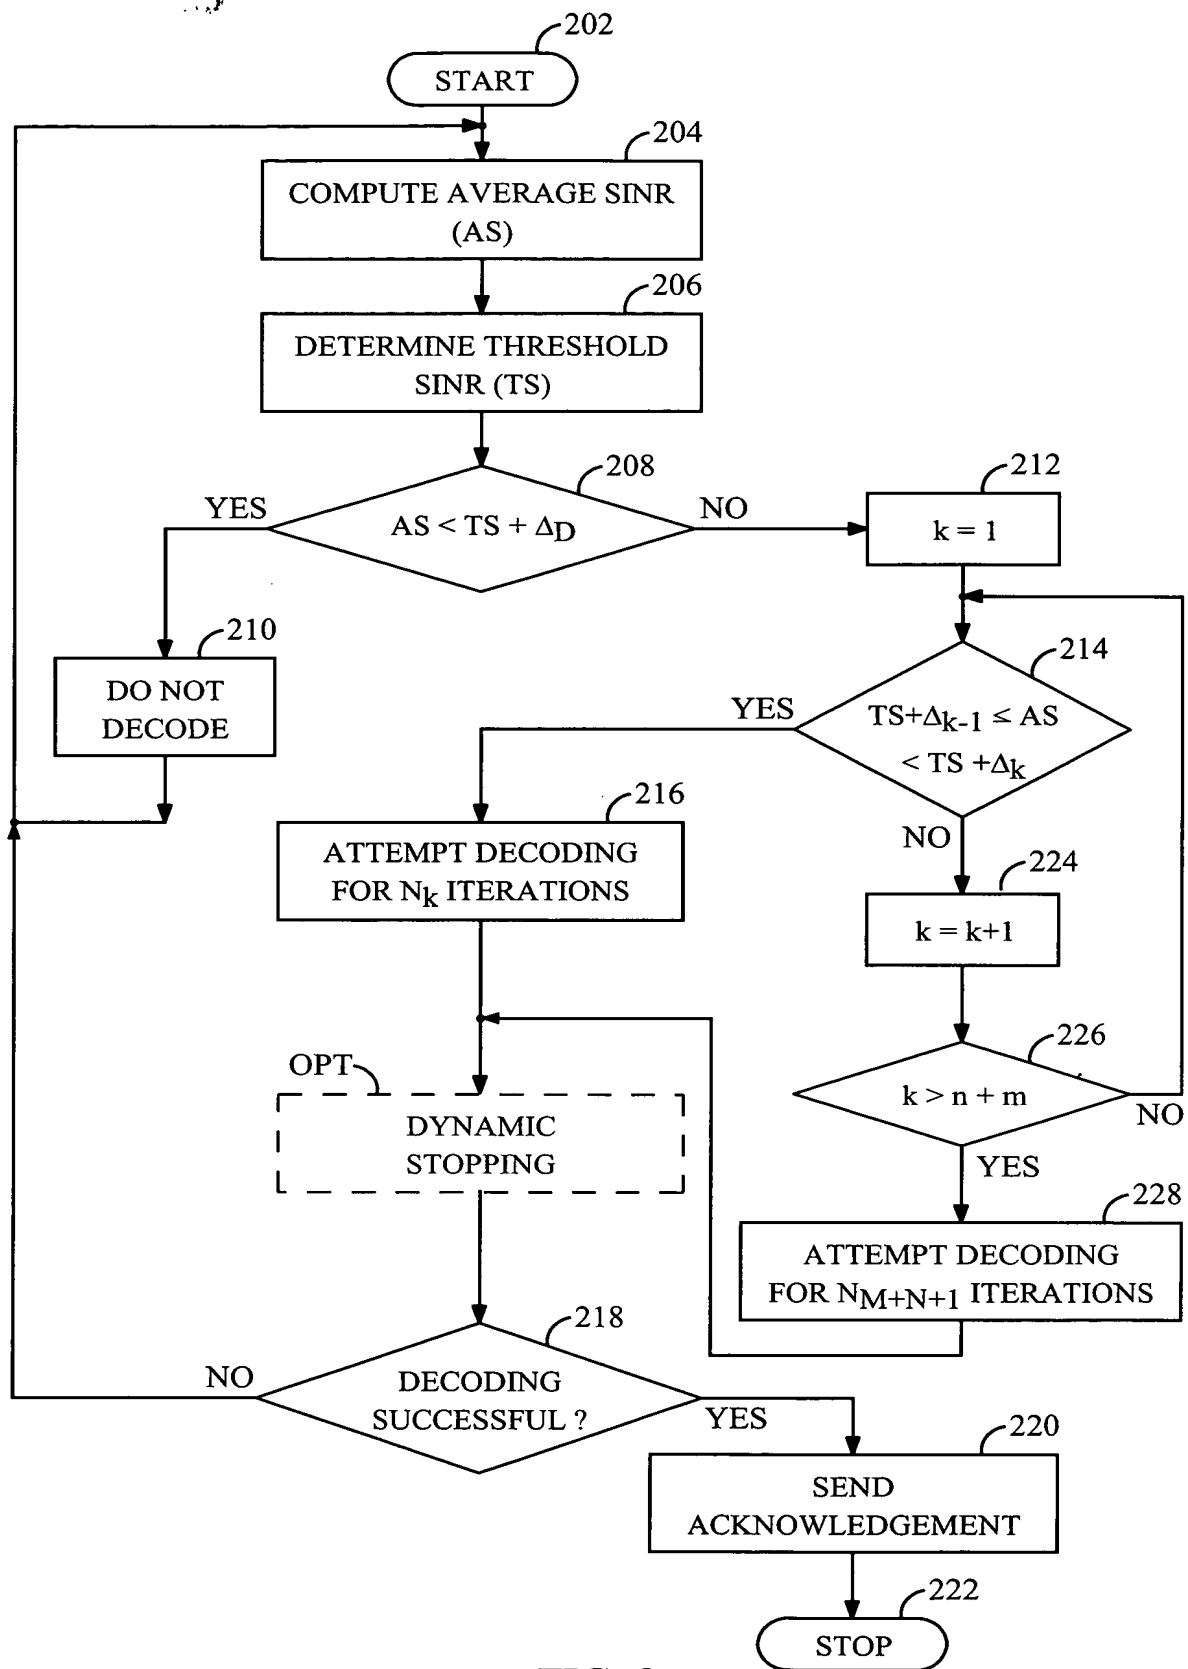 202
START
204
COMPUTE AVERAGE SINR
(AS)
206
DETERMINE THRESHOLD
SINR (TS)
208
AS < TS + ΔD
YES
NO
212
k = 1
210
DO NOT
DECODE
214
TS+Δk-1 ≤ AS
< TS +Δk
YES
NO
216
ATTEMPT DECODING
FOR Nk ITERATIONS
224
k = k+1
226
k > n + m
NO
YES
OPT
DYNAMIC
STOPPING
228
ATTEMPT DECODING
FOR NM+N+1 ITERATIONS
218
DECODING
SUCCESSFUL ?
NO
YES
220
SEND
ACKNOWLEDGEMENT
222
STOP